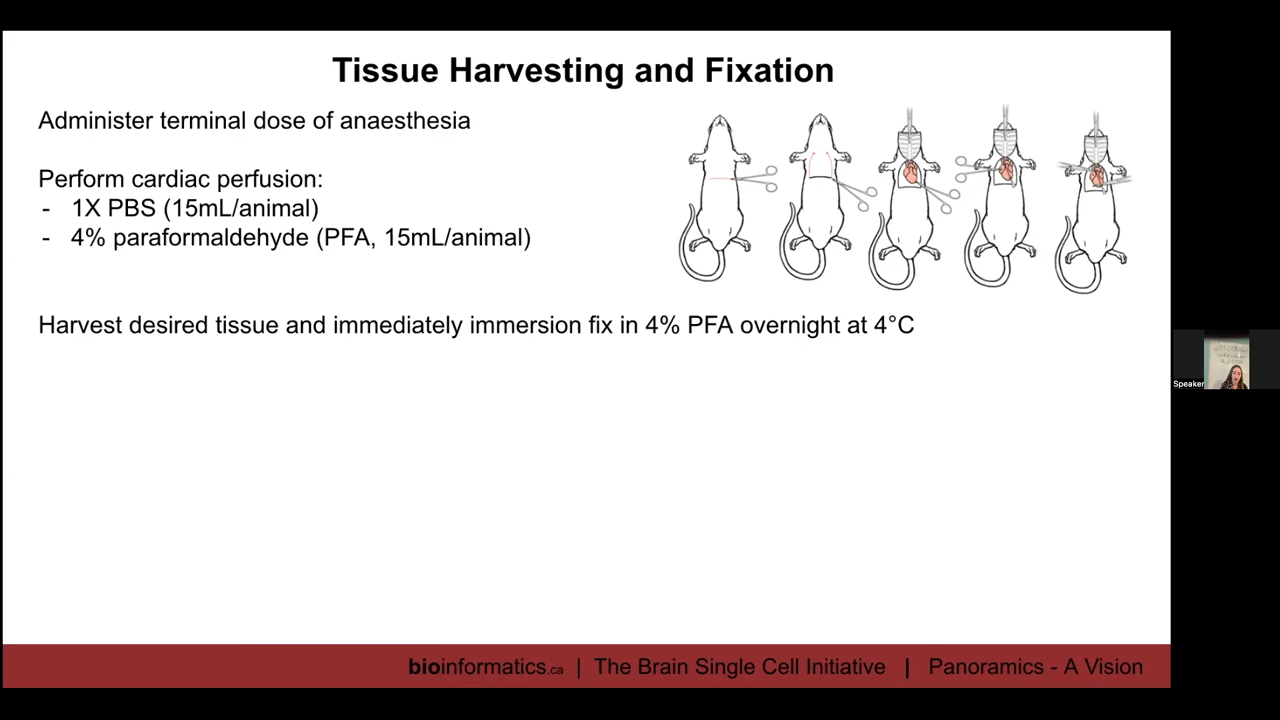 Tissue Harvesting and Fixation
Administer terminal dose of anaesthesia
Perform cardiac perfusion:
- 1X PBS (15mL/animal)
- 4% paraformaldehyde (PFA, 15mL/animal)
Harvest desired tissue and immediately immersion fix in 4% PFA overnight at 4°C
Speaker
bioinformatics.ca | The Brain Single Cell Initiative | Panoramics - A Vision